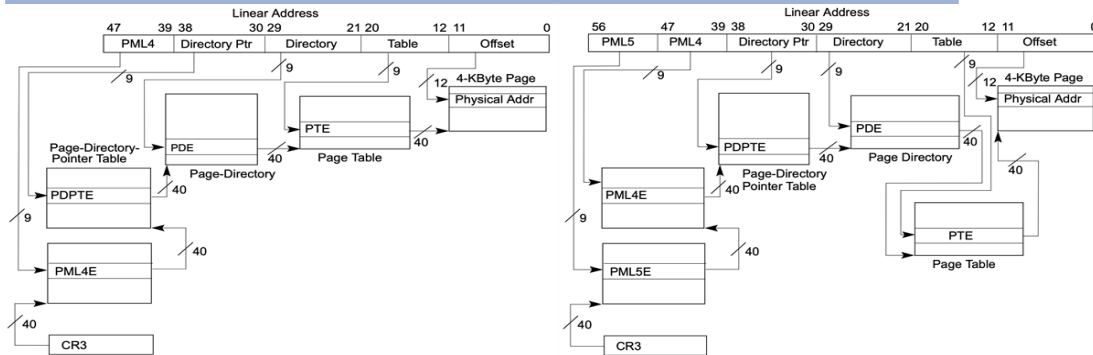 Linear Address
47 39 38 30 29 21 20 12 11 0
PML4 Directory Ptr Directory Table Offset
9
9
9
12
4-KByte Page
Physical Addr
PTE
40
Page Table
PDE
40
Page-Directory
Page-Directory-
Pointer Table
PDPTE
40
9
40
PML4E
40
CR3
Linear Address
56 47 39 38 30 29 21 20 12 11 0
PML5 PML4 Directory Ptr Directory Table Offset
9
9
9
9
12
4-KByte Page
Physical Addr
PDE
40
Page Directory
PDPTE
40
Page-Directory
Pointer Table
40
PTE
Page Table
PML4E
40
9
40
PML5E
40
CR3